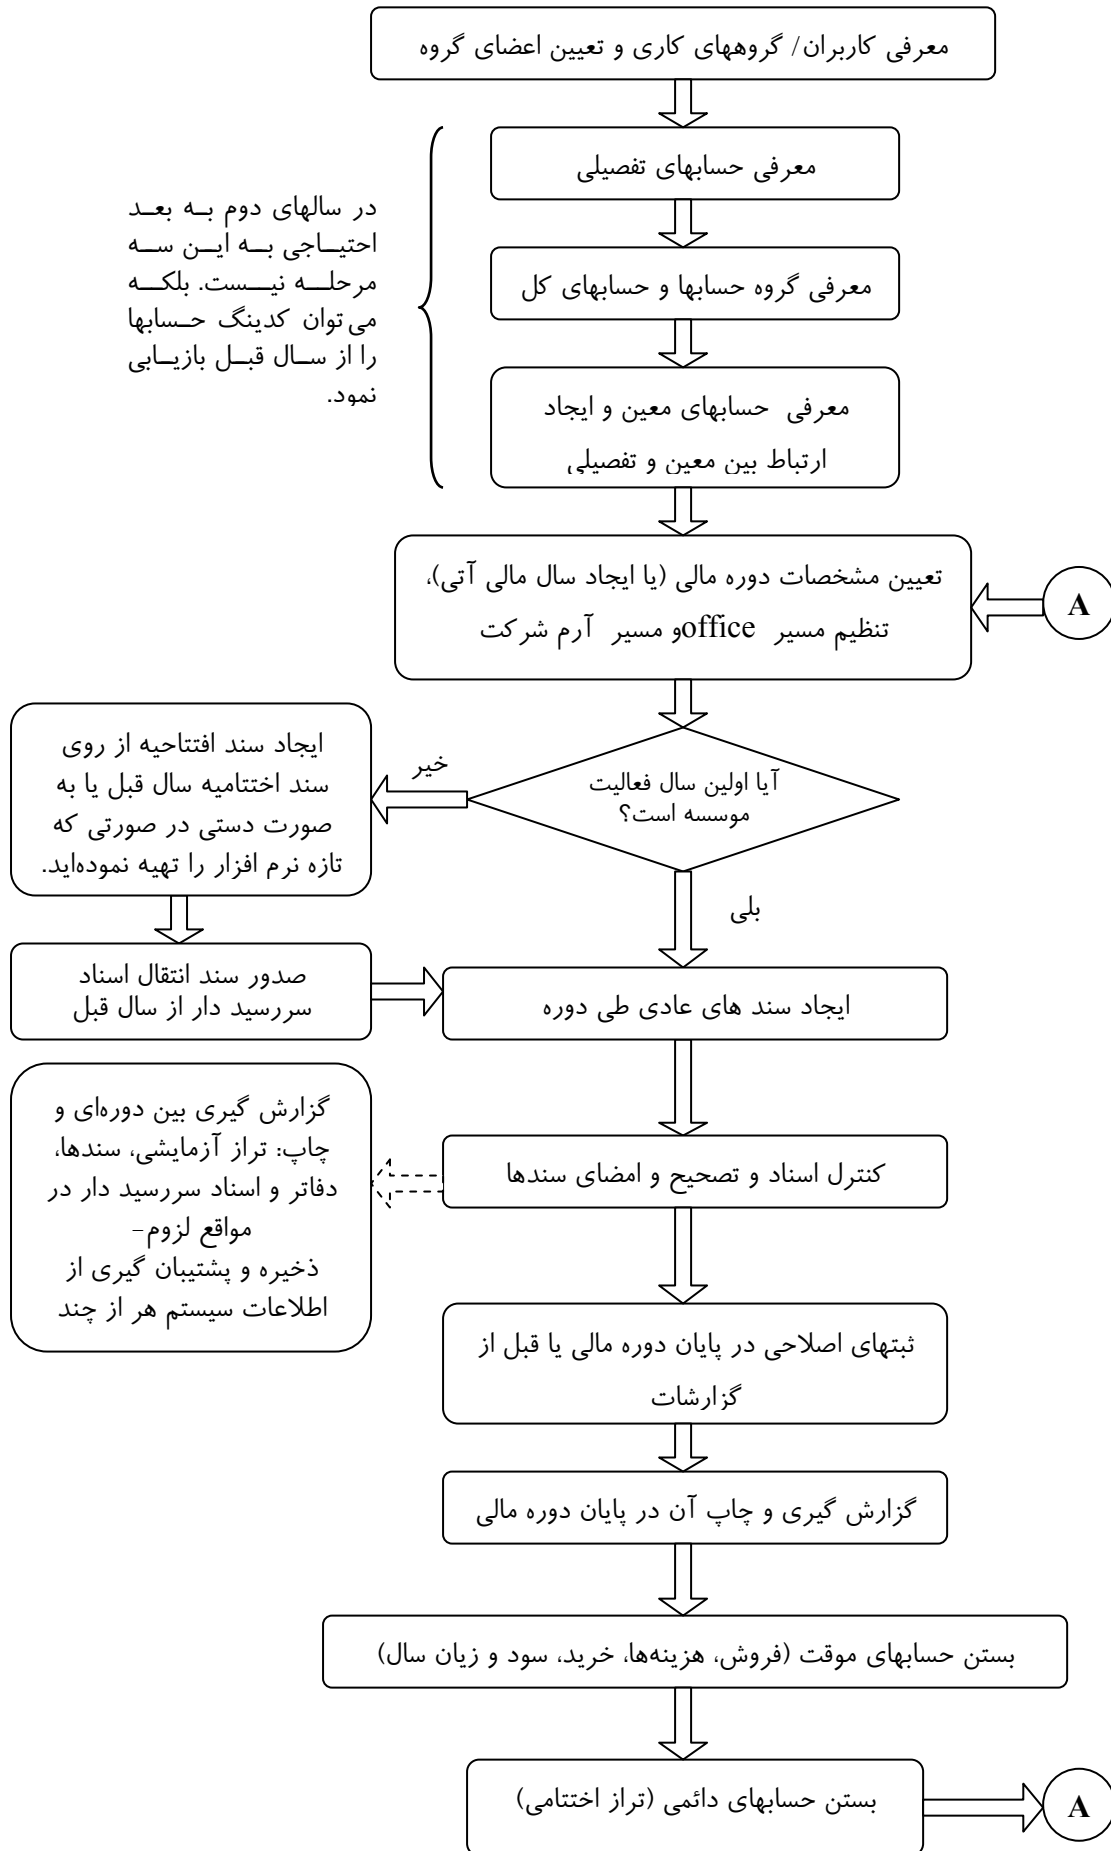 معرفی کاربران/ گروههای کاری و تعیین اعضای گروه
معرفی حسابهای تفصیلی
در سالهای دوم به بعد
احتیاجی به این سه
مرحله نیست. بلکه
می‌توان کدینگ حسابها
را از سال قبل بازیابی
نمود.
معرفی گروه حسابها و حسابهای کل
معرفی حسابهای معین و ایجاد
ارتباط بین معین و تفصیلی
تعیین مشخصات دوره مالی (یا ایجاد سال مالی آتی)،
تنظیم مسیر office و مسیر آرم شرکت
A
آیا اولین سال فعالیت
موسسه است؟
خیر
ایجاد سند افتتاحیه از روی
سند اختتامیه سال قبل یا به
صورت دستی در صورتی که
تازه نرم افزار را تهیه نموده‌اید.
بلی
صدور سند انتقال اسناد
سررسید دار از سال قبل
ایجاد سند های عادی طی دوره
کنترل اسناد و تصحیح و امضای سندها
گزارش گیری بین دوره‌ای و
چاپ: تراز آزمایشی، سندها،
دفاتر و اسناد سررسید دار در
مواقع لزوم-
ذخیره و پشتیبان گیری از
اطلاعات سیستم هر از چند
ثبتهای اصلاحی در پایان دوره مالی یا قبل از
گزارشات
گزارش گیری و چاپ آن در پایان دوره مالی
بستن حسابهای موقت (فروش، هزینه‌ها، خرید، سود و زیان سال)
بستن حسابهای دائمی (تراز اختتامی)
A